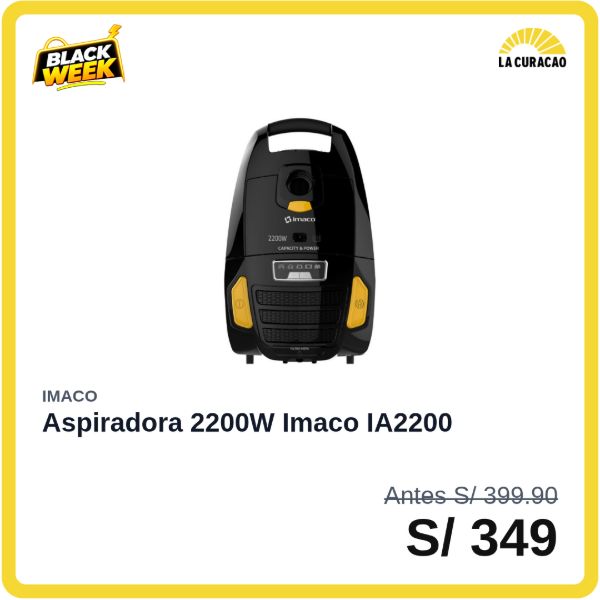 BLACK
WEEK
LA CURACAO
imaco
2200W
CAPACITY & POWER
IMACO
Aspiradora 2200W Imaco IA2200
Antes S/ 399.90
S/ 349